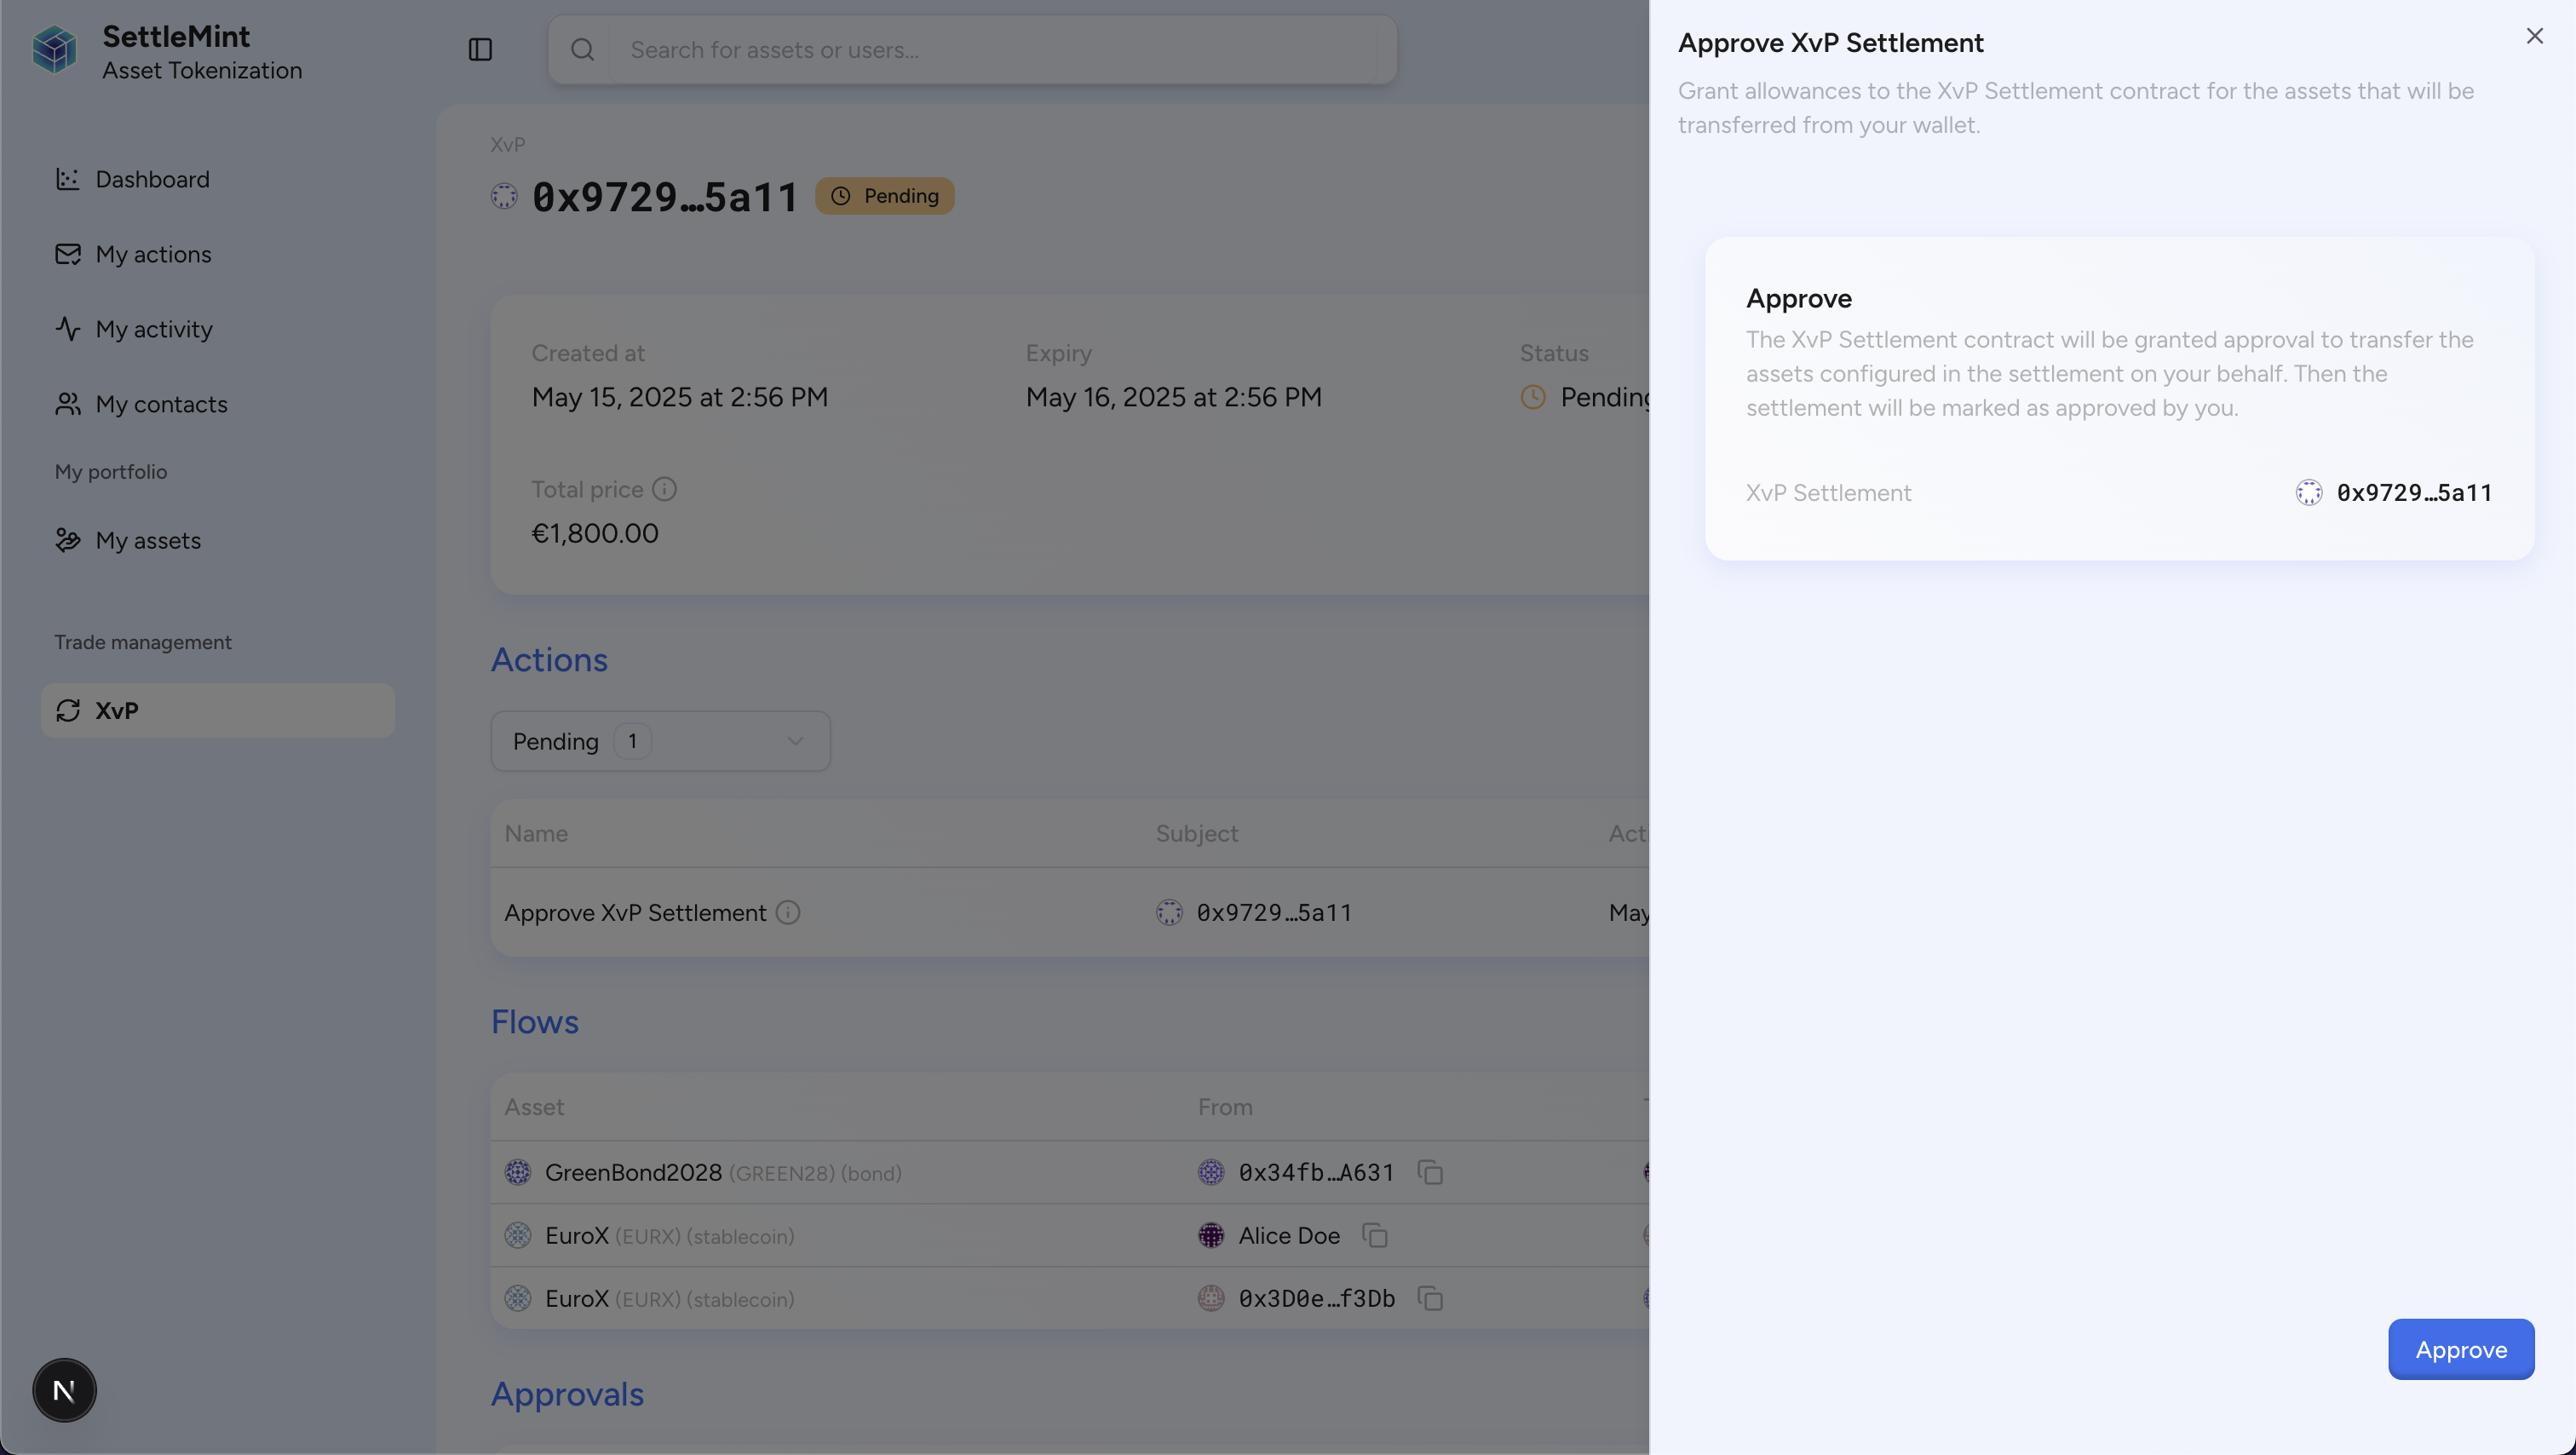 SettleMint
Asset Tokenization
Search for assets or users...
Dashboard
My actions
My activity
My contacts
My portfolio
My assets
Trade management
XvP
XvP
0x9729…5a11
Pending
Created at
May 15, 2025 at 2:56 PM
Expiry
May 16, 2025 at 2:56 PM
Status
Pending
Total price
€1,800.00
Actions
Pending 1
Name Subject Acti
Approve XvP Settlement 0x9729…5a11 May
Flows
Asset From
GreenBond2028 (GREEN28) (bond) 0x34fb…A631
EuroX (EURX) (stablecoin) Alice Doe
EuroX (EURX) (stablecoin) 0x3D0e…f3Db
Approvals
N
Approve XvP Settlement
Grant allowances to the XvP Settlement contract for the assets that will be
transferred from your wallet.
Approve
The XvP Settlement contract will be granted approval to transfer the
assets configured in the settlement on your behalf. Then the
settlement will be marked as approved by you.
XvP Settlement 0x9729…5a11
Approve